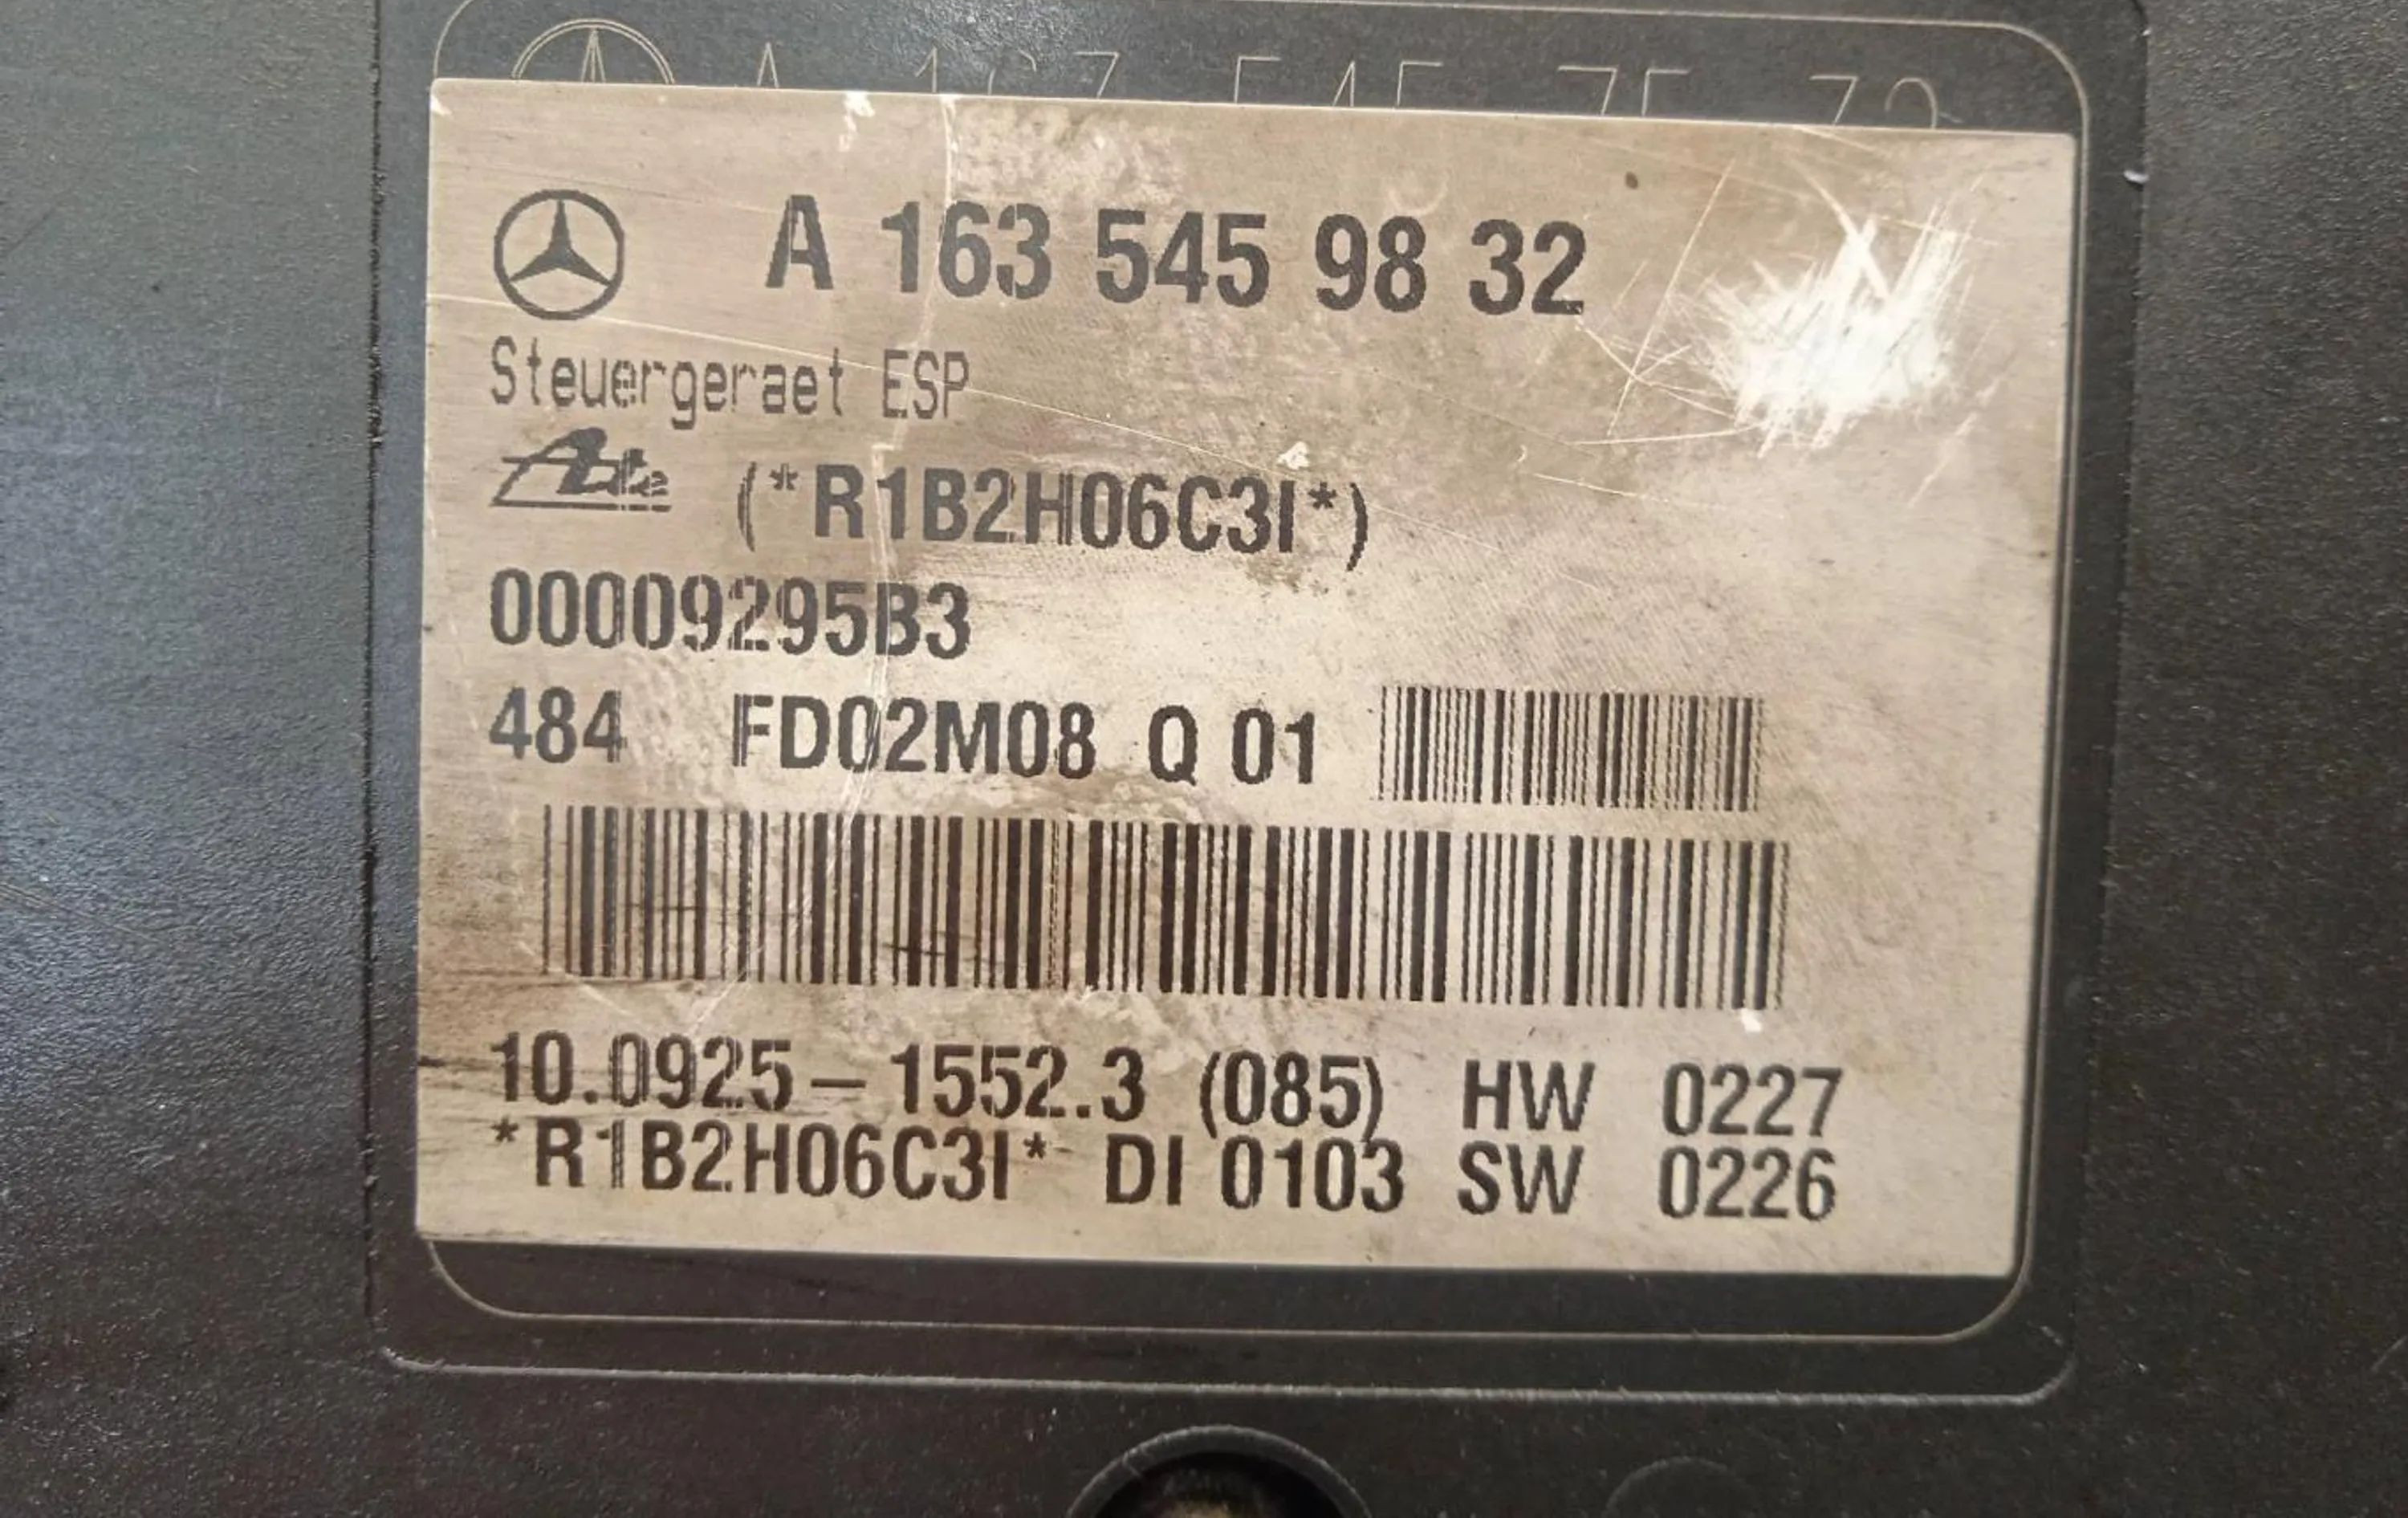 A 163 545 98 32
Steuergeraet ESP
Ate (*R1B2H06C3I*)
00009295B3
484 FD02M08 Q 01
10.0925-1552.3 (085) HW 0227
*R1B2H06C3I* DI 0103 SW 0226